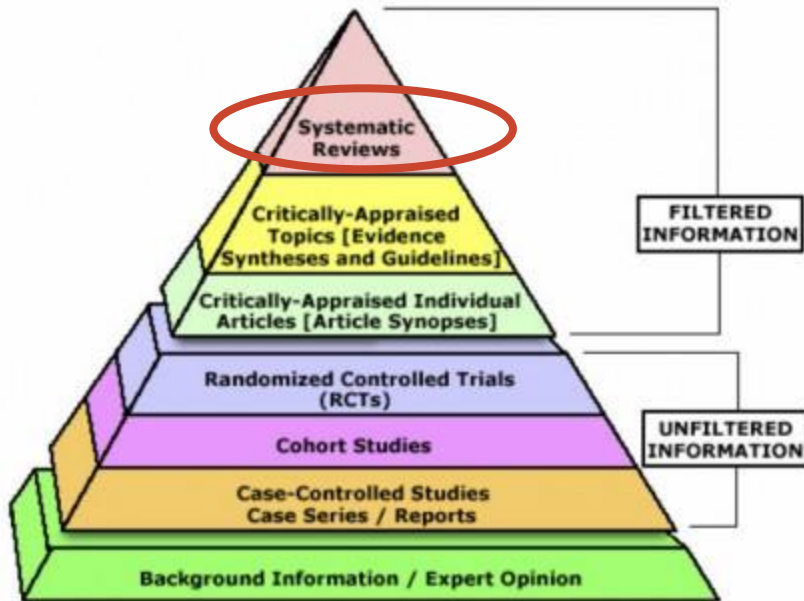 Systematic
Reviews
Critically-Appraised
Topics [Evidence
Syntheses and Guidelines]
Critically-Appraised Individual
Articles [Article Synopses]
FILTERED
INFORMATION
Randomized Controlled Trials
(RCTs)
Cohort Studies
Case-Controlled Studies
Case Series / Reports
UNFILTERED
INFORMATION
Background Information / Expert Opinion